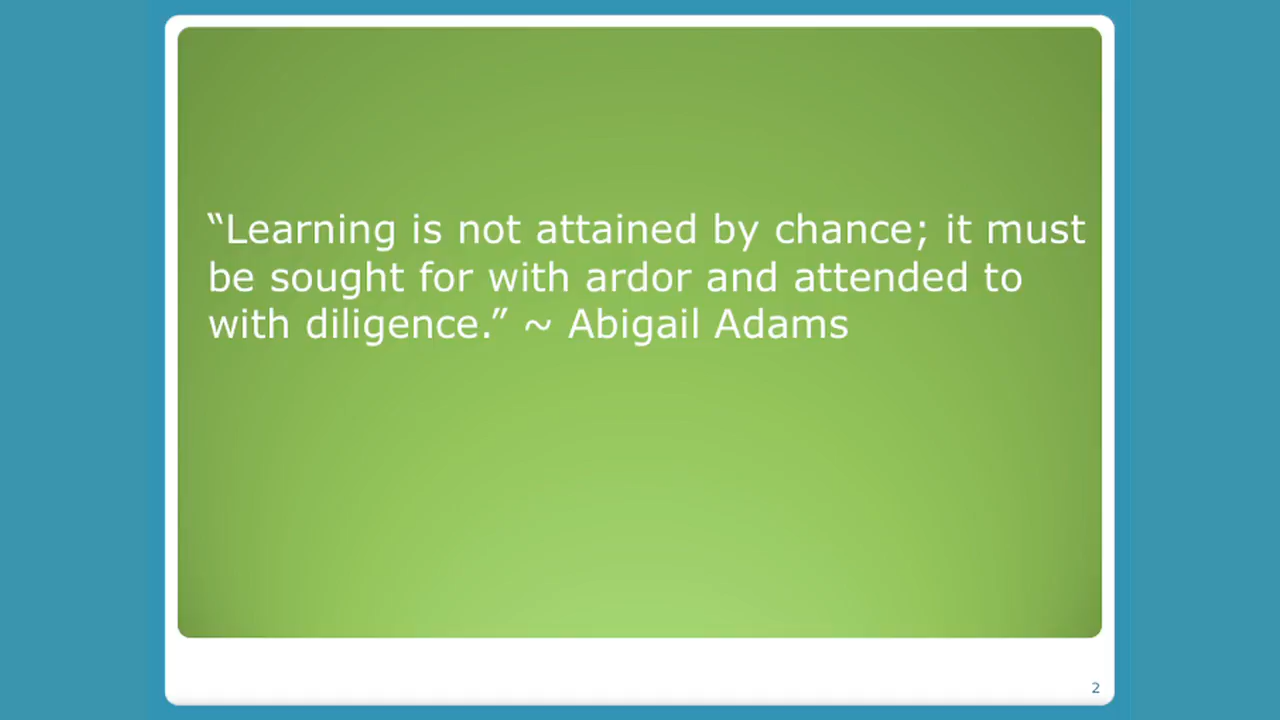 “Learning is not attained by chance; it must
be sought for with ardor and attended to
with diligence.” ~ Abigail Adams
2